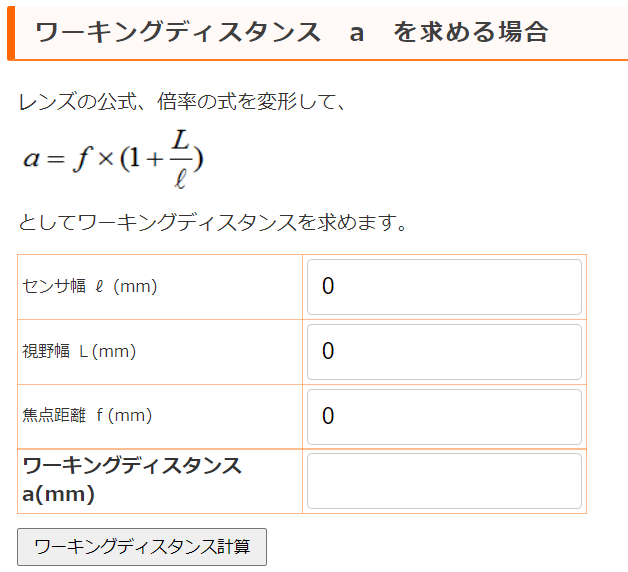 ワーキングディスタンス　a　を求める場合
レンズの公式、倍率の式を変形して、
a = f × (1 + L/ℓ)
としてワーキングディスタンスを求めます。
センサ幅 ℓ (mm) 0
視野幅 L (mm) 0
焦点距離 f (mm) 0
ワーキングディスタンス
a(mm)
ワーキングディスタンス計算